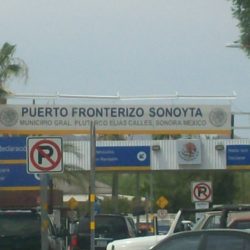 PUERTO FRONTERIZO SONOYTA
MUNICIPIO GRAL. PLUTARCO ELIAS CALLES, SONORA MEXICO